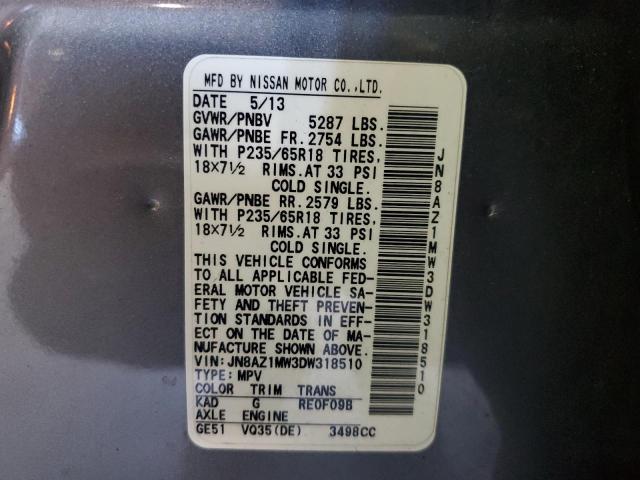 MFD BY NISSAN MOTOR CO.,LTD.
DATE 5/13
GVWR/PNBV 5287 LBS.
GAWR/PNBE FR. 2754 LBS.
WITH P235/65R18 TIRES,
18×7½ RIMS.AT 33 PSI
COLD SINGLE.
GAWR/PNBE RR. 2579 LBS.
WITH P235/65R18 TIRES,
18×7½ RIMS.AT 33 PSI
COLD SINGLE.
THIS VEHICLE CONFORMS
TO ALL APPLICABLE FED-
ERAL MOTOR VEHICLE SA-
FETY AND THEFT PREVEN-
TION STANDARDS IN EFF-
ECT ON THE DATE OF MA-
NUFACTURE SHOWN ABOVE.
VIN:JN8AZ1MW3DW318510
TYPE:MPV
COLOR TRIM TRANS
KAD G RE0F09B
AXLE ENGINE
GE51 VQ35(DE) 3498CC
JN8AZ1MW3DW318510